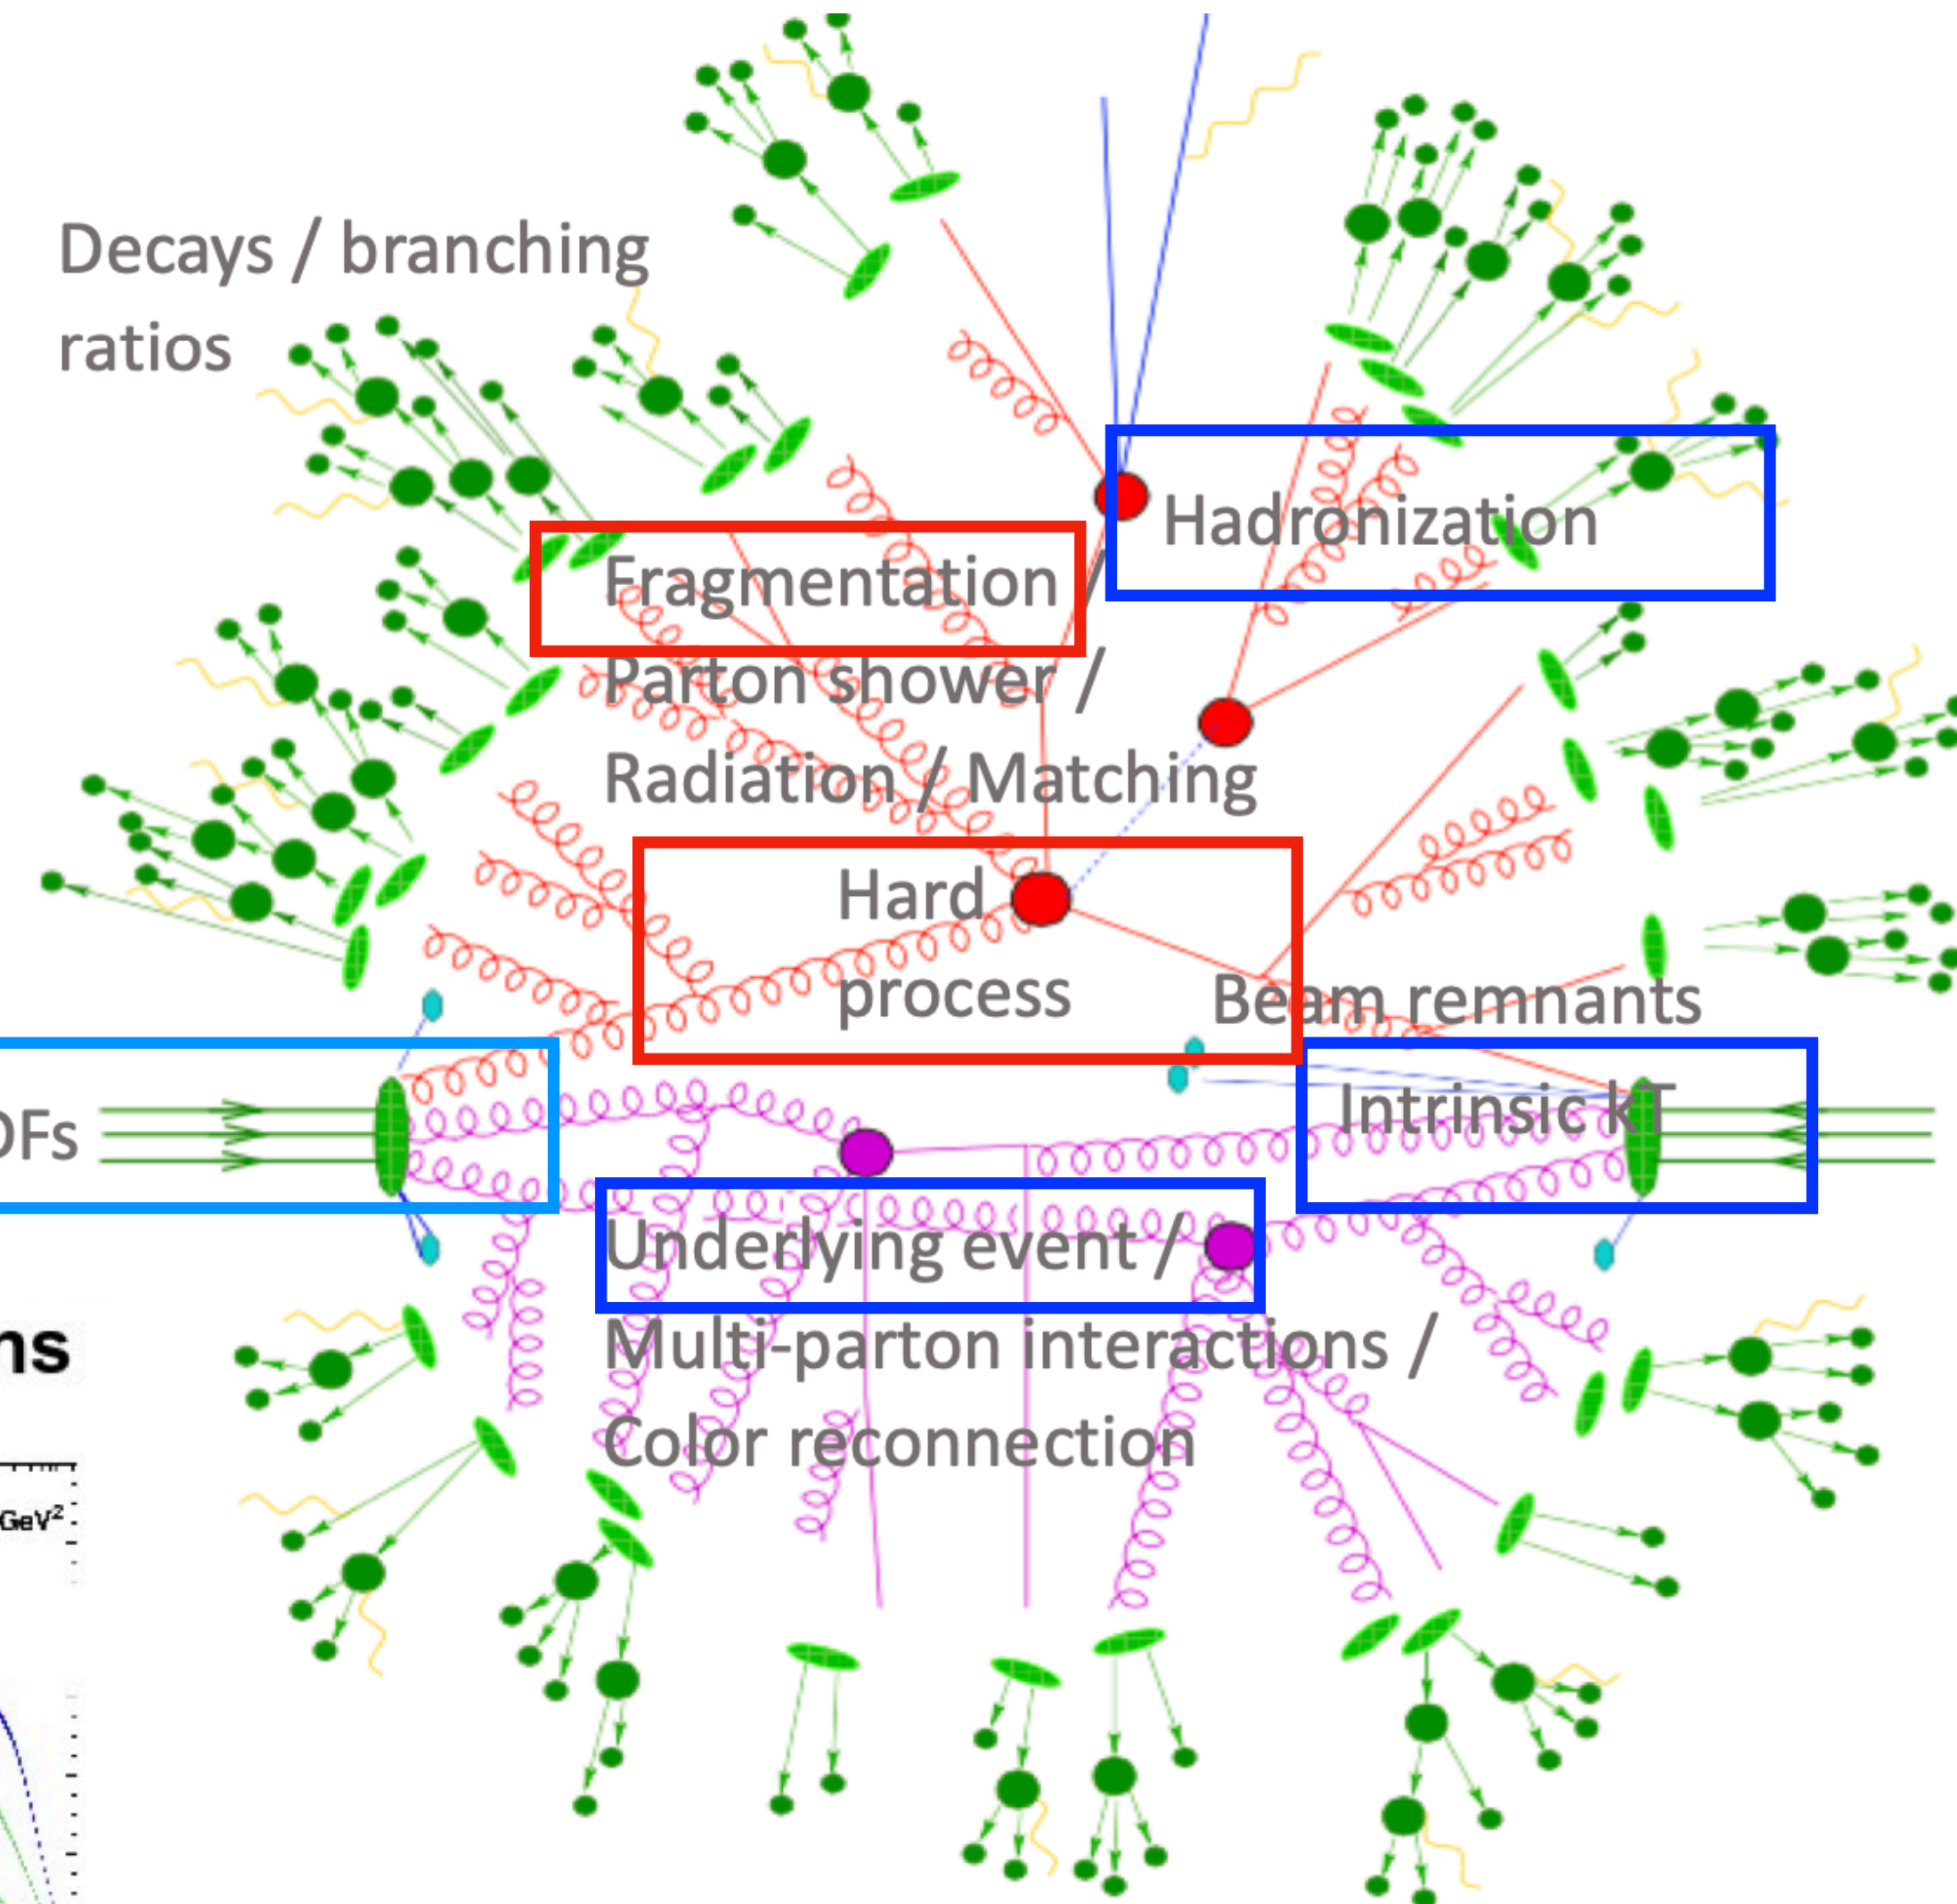 Decays / branching
ratios
Hadronization
Fragmentation /
Parton shower /
Radiation / Matching
Hard
process
Beam remnants
DFs
Intrinsic kT
Underlying event /
Multi-parton interactions /
Color reconnection
ns
GeV²